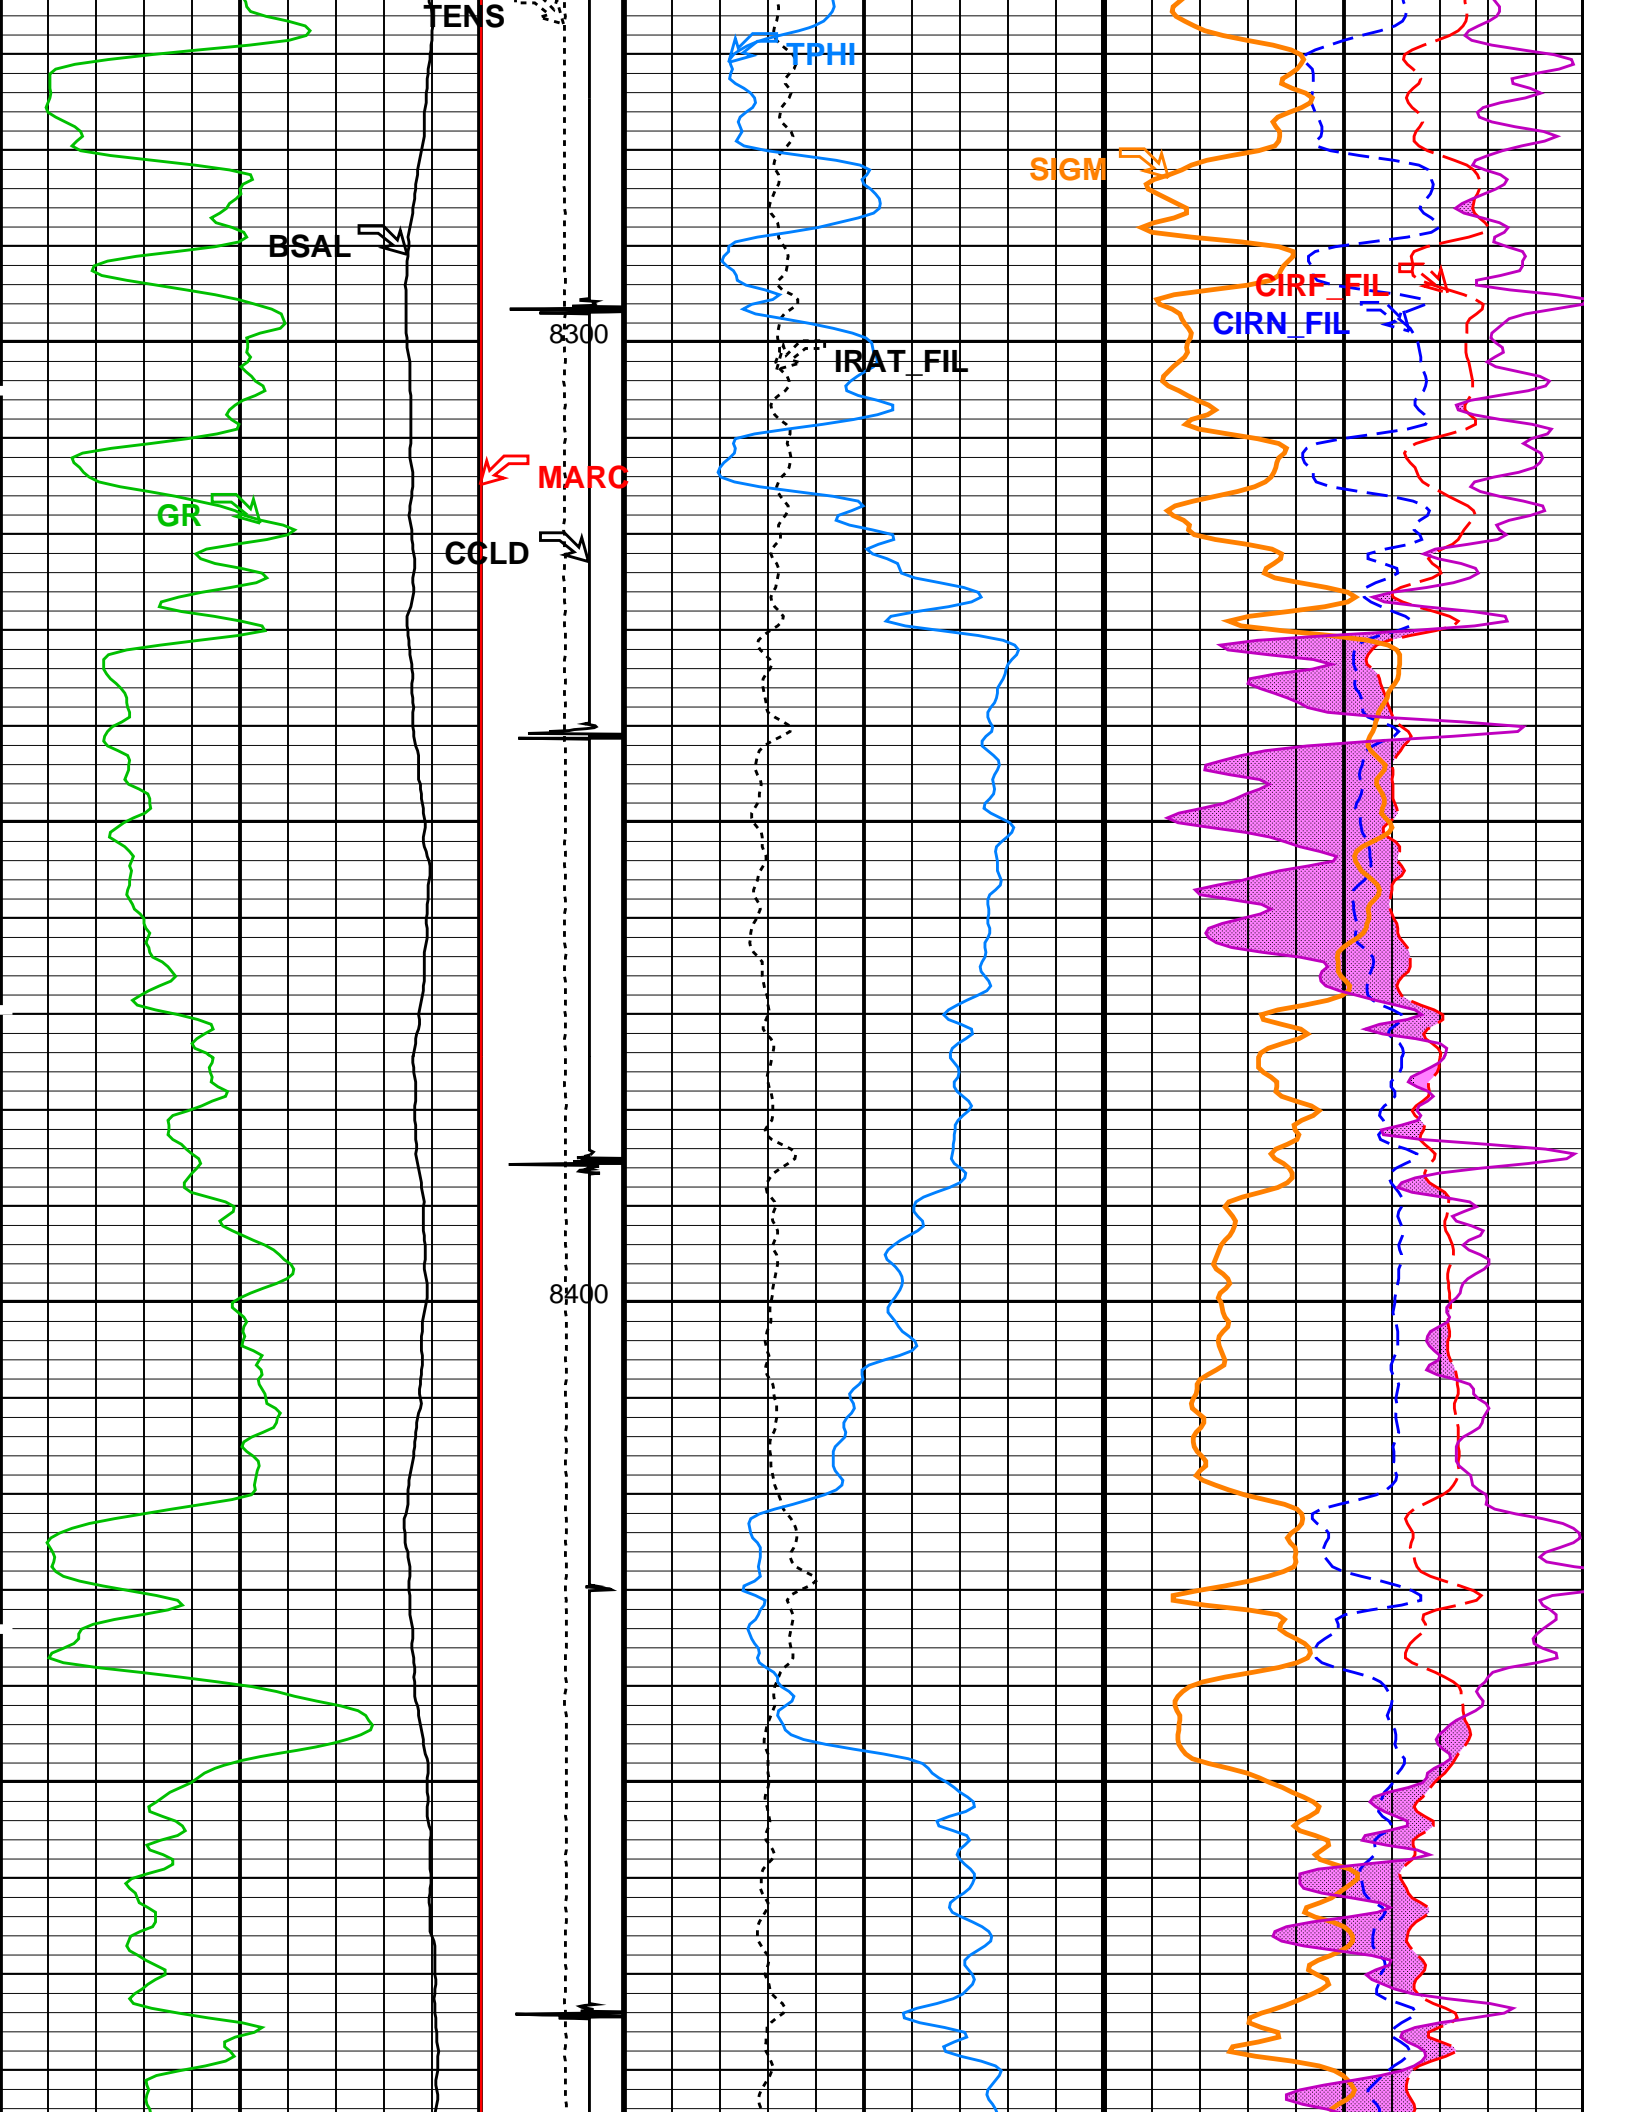 TENS
TPHI
SIGM
BSAL
CIRF_FIL
CIRN_FIL
8300
IRAT_FIL
MARC
GR
CCLD
8400